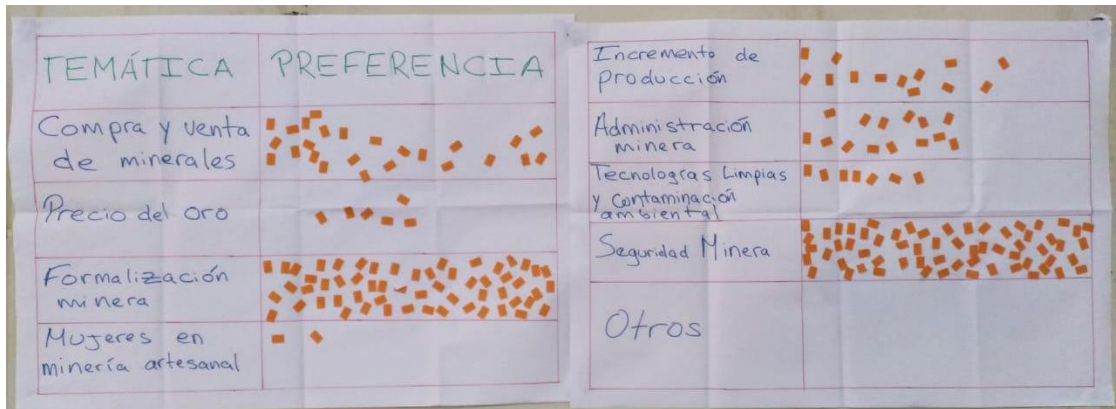 TEMÁTICA
PREFERENCIA
Compra y venta
de minerales
Precio del oro
Formalización
minera
Mujeres en
minería artesanal
Incremento de
producción
Administración
minera
Tecnologías Limpias
y contaminación
ambiental
Seguridad Minera
Otros